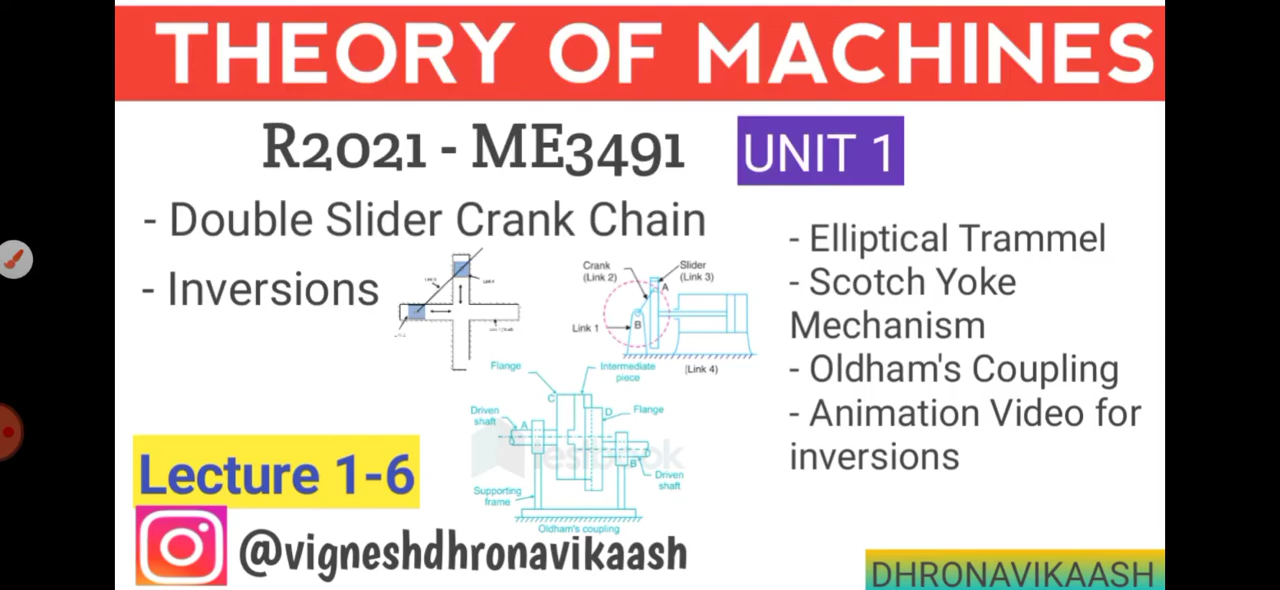 THEORY OF MACHINES
R2021 - ME3491
UNIT 1
- Double Slider Crank Chain
- Inversions
- Elliptical Trammel
- Scotch Yoke
Mechanism
- Oldham's Coupling
- Animation Video for
inversions
Crank
(Link 2)
Slider
(Link 3)
A
Link 1
B
(Link 4)
Flange
Intermediate
piece
C
D
Flange
Driven
shaft
A
testbook
B
Driven
shaft
Supporting
frame
Oldham's coupling
Lecture 1-6
@vigneshdhronavikaash
DHRONAVIKAASH